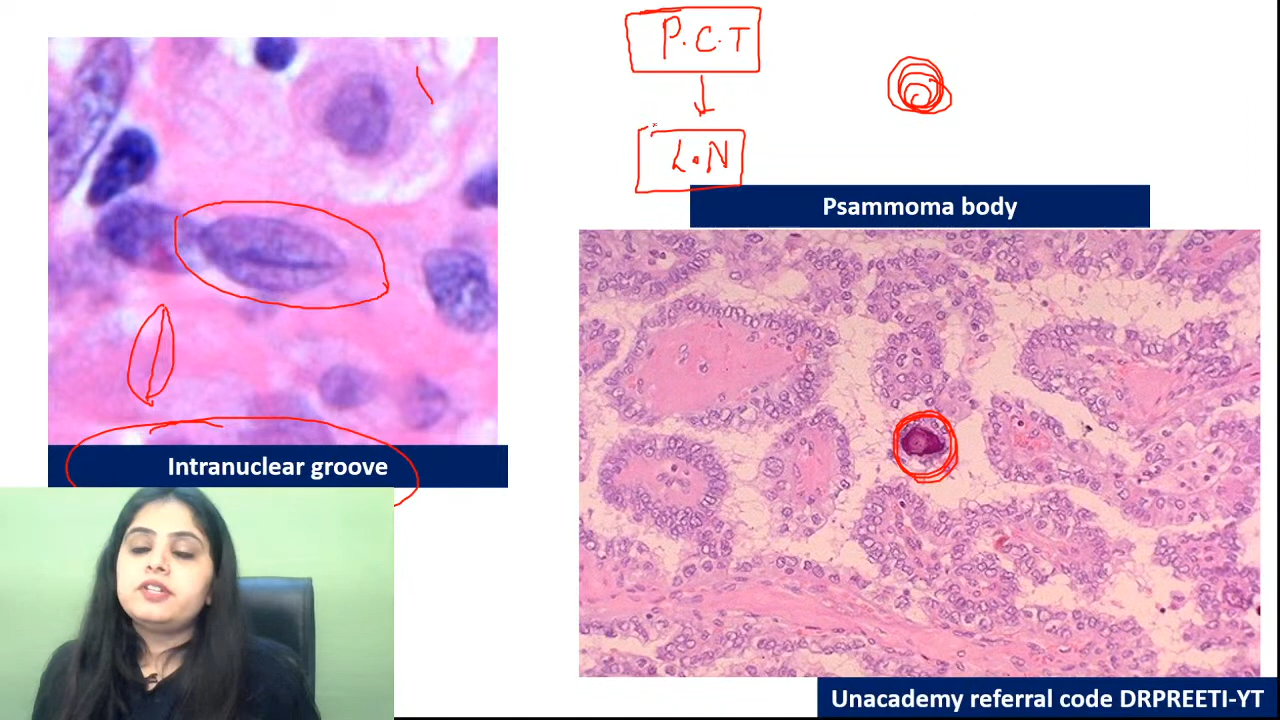 P.C.T
L.N
Psammoma body
Intranuclear groove
Unacademy referral code DRPREETI-YT